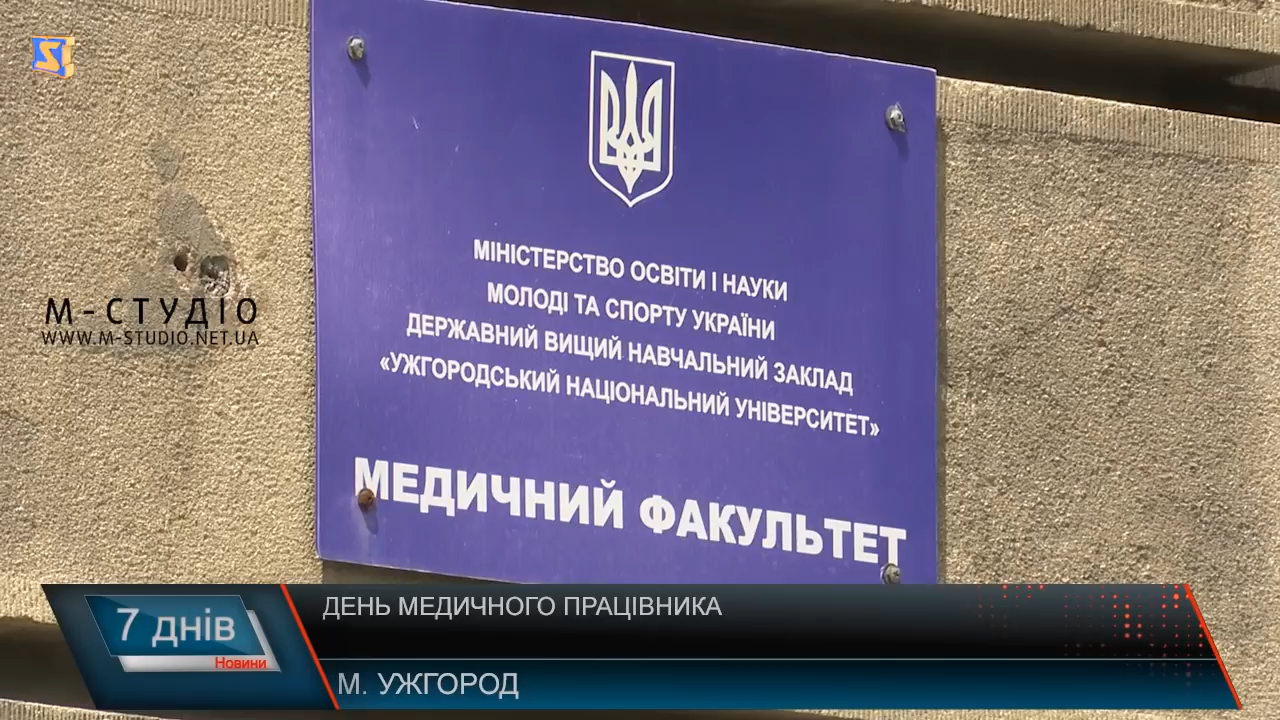 М-СТУДІО
WWW.M-STUDIO.NET.UA
МІНІСТЕРСТВО ОСВІТИ І НАУКИ
МОЛОДІ ТА СПОРТУ УКРАЇНИ
ДЕРЖАВНИЙ ВИЩИЙ НАВЧАЛЬНИЙ ЗАКЛАД
«УЖГОРОДСЬКИЙ НАЦІОНАЛЬНИЙ УНІВЕРСИТЕТ»
МЕДИЧНИЙ ФАКУЛЬТЕТ
7 днів
Новини
ДЕНЬ МЕДИЧНОГО ПРАЦІВНИКА
М. УЖГОРОД